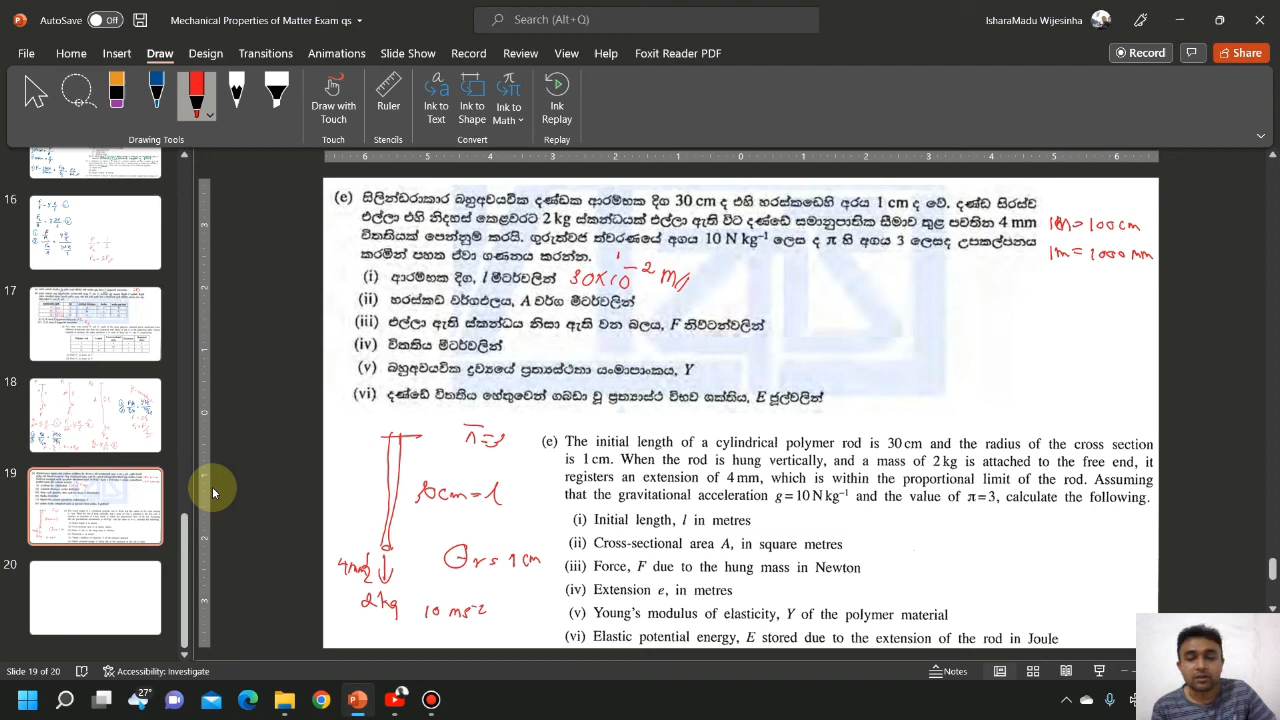 AutoSave
Off
Mechanical Properties of Matter Exam qs
Search (Alt+Q)
IsharaMadu Wijesinha
File Home Insert Draw Design Transitions Animations Slide Show Record Review View Help Foxit Reader PDF
Record
Share
Draw with Touch
Ruler
Ink to Text
Ink to Shape
Ink to Math
Ink Replay
Drawing Tools
Touch
Stencils
Convert
Replay
16
17
18
19
20
(e) සිලින්ඩරාකාර බහුඅවයවික දණ්ඩක ආරම්භක දිග 30 cm ද එහි හරස්කඩෙහි අරය 1 cm ද වේ. දණ්ඩ සිරස්ව
එල්ලා එහි නිදහස් කෙළවරට 2 kg ස්කන්ධයක් එල්ලා ඇති විට දණ්ඩේ සමානුපාතික සීමාව තුළ පවතින 4 mm
විතතියක් පෙන්නුම් කරයි. ගුරුත්වජ ත්වරණයේ අගය 10 N kg⁻¹ ලෙස ද π හි අගය 3 ලෙසද උපකල්පනය
කරමින් පහත ඒවා ගණනය කරන්න.
1m = 100 cm
1m = 1000 mm
(i) ආරම්භක දිග, l මීටර්වලින් 30×10⁻² m
(ii) හරස්කඩ වර්ගඵලය, A වර්ග මීටර්වලින්
(iii) එල්ලා ඇති ස්කන්ධය නිසා ඇති වන බලය, F නිව්ටන්වලින්
(iv) විතතිය මීටර්වලින්
බහුඅවයවික ද්‍රව්‍යයේ ප්‍රත්‍යස්ථතා යංමාපාංකය, Y
(vi) දණ්ඩේ විතතිය හේතුවෙන් ගබඩා වූ ප්‍රත්‍යස්ථ විභව ශක්තිය, E ජූල්වලින්
(e) The initial length of a cylindrical polymer rod is 30 cm and the radius of the cross section
is 1 cm. When the rod is hung vertically, and a mass of 2 kg is attached to the free end, it
registers an extension of 4 mm, which is within the proportional limit of the rod. Assuming
that the gravitational acceleration g = 10 N kg⁻¹ and the value of π = 3, calculate the following.
(i) Initial length, l in metres
(ii) Cross-sectional area A, in square metres
(iii) Force, F due to the hung mass in Newton
(iv) Extension e, in metres
(v) Young's modulus of elasticity, Y of the polymer material
(vi) Elastic potential energy, E stored due to the extension of the rod in Joule
r = 1 cm
4mm
2kg 10 ms⁻²
Slide 19 of 20
Accessibility: Investigate
Notes
27°